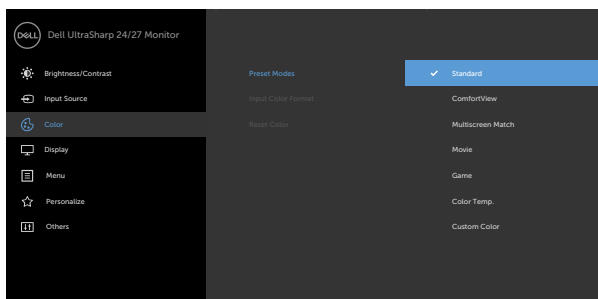 DELL Dell UltraSharp 24/27 Monitor
Brightness/Contrast Preset Modes Standard
Input Source Input Color Format ComfortView
Color Reset Color Multiscreen Match
Display Movie
Menu Game
Personalize Color Temp.
Others Custom Color